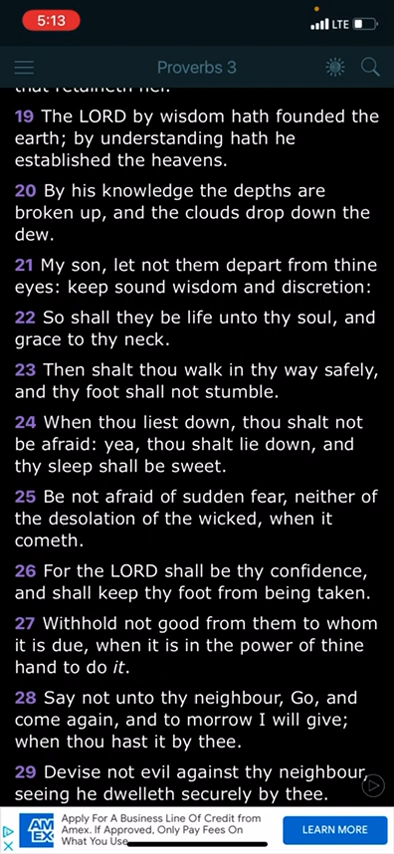 5:13
LTE
Proverbs 3
that retaineth her.
19 The LORD by wisdom hath founded the
earth; by understanding hath he
established the heavens.
20 By his knowledge the depths are
broken up, and the clouds drop down the
dew.
21 My son, let not them depart from thine
eyes: keep sound wisdom and discretion:
22 So shall they be life unto thy soul, and
grace to thy neck.
23 Then shalt thou walk in thy way safely,
and thy foot shall not stumble.
24 When thou liest down, thou shalt not
be afraid: yea, thou shalt lie down, and
thy sleep shall be sweet.
25 Be not afraid of sudden fear, neither of
the desolation of the wicked, when it
cometh.
26 For the LORD shall be thy confidence,
and shall keep thy foot from being taken.
27 Withhold not good from them to whom
it is due, when it is in the power of thine
hand to do it.
28 Say not unto thy neighbour, Go, and
come again, and to morrow I will give;
when thou hast it by thee.
29 Devise not evil against thy neighbour,
seeing he dwelleth securely by thee.
AM
EX
Apply For A Business Line Of Credit from
Amex. If Approved, Only Pay Fees On
What You Use
LEARN MORE